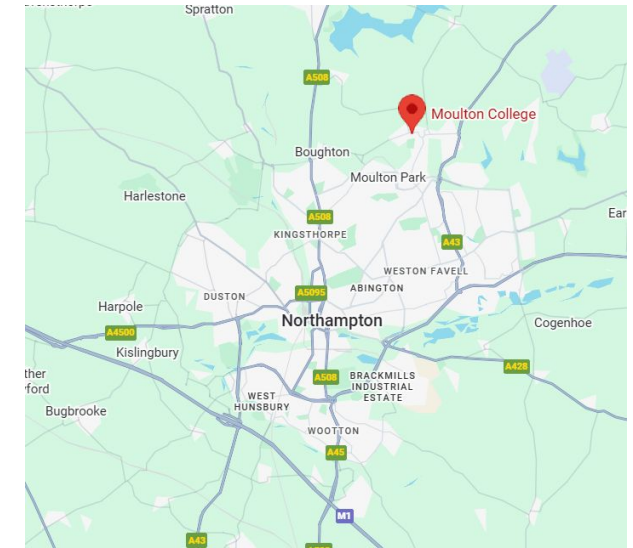 Spratton
A508
Moulton College
Boughton
Moulton Park
Harlestone
A508
KINGSTHORPE
A43
WESTON FAVELL
ABINGTON
A5095
DUSTON
Harpole
Northampton
Cogenhoe
A4500
Kislingbury
A428
A508
BRACKMILLS
INDUSTRIAL
ESTATE
WEST
HUNSBURY
Bugbrooke
WOOTTON
A45
M1
A43